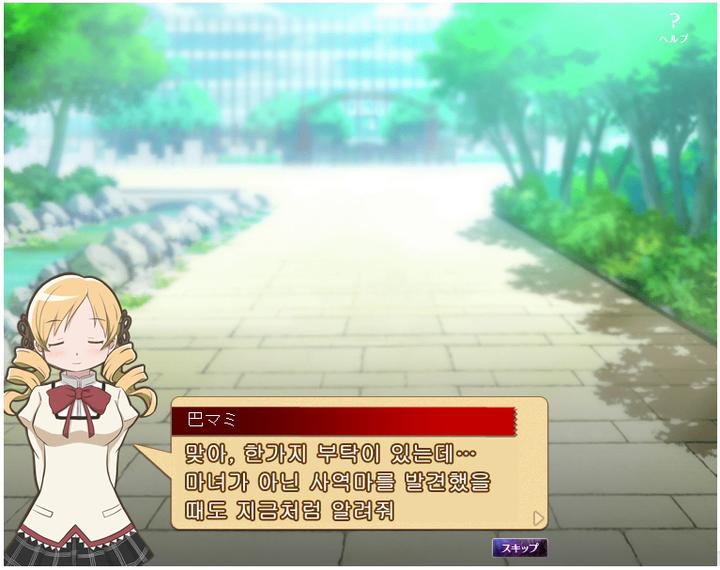 ?
ヘルプ
巴マミ
맞아, 한가지 부탁이 있는데…
마녀가 아닌 사역마를 발견했을
때도 지금처럼 알려줘
スキップ